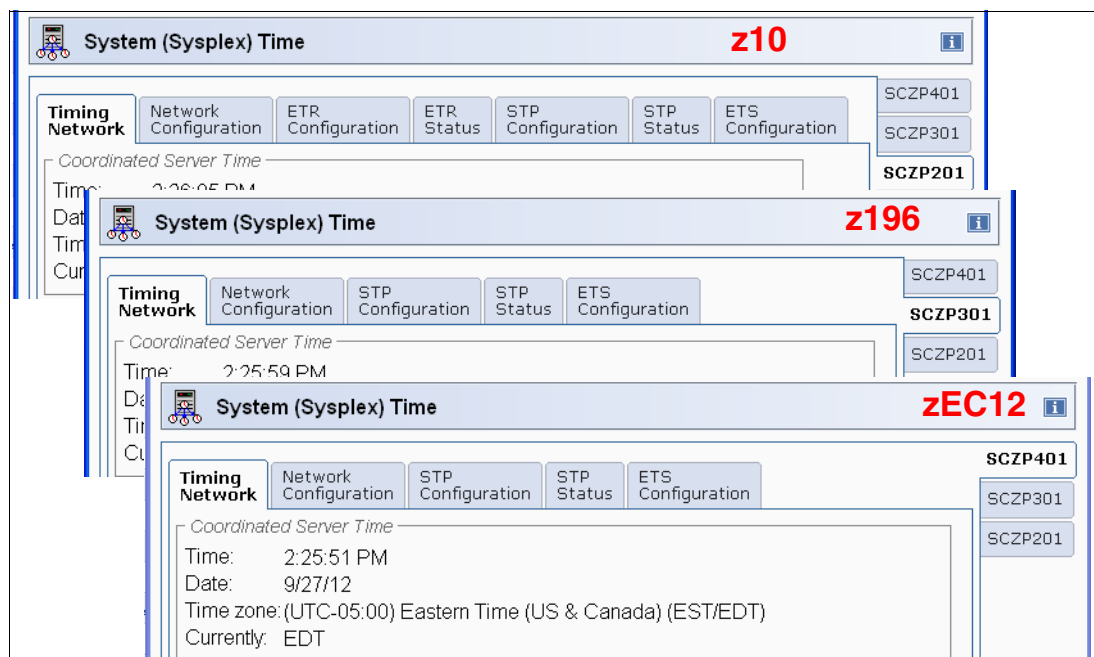 System (Sysplex) Time z10
SCZP401
SCZP301
SCZP201
Timing Network Network Configuration ETR Configuration ETR Status STP Configuration STP Status ETS Configuration
Coordinated Server Time
System (Sysplex) Time z196
SCZP401
SCZP301
SCZP201
Timing Network Network Configuration STP Configuration STP Status ETS Configuration
Coordinated Server Time
Time: 2:25:59 PM
System (Sysplex) Time zEC12
SCZP401
SCZP301
SCZP201
Timing Network Network Configuration STP Configuration STP Status ETS Configuration
Coordinated Server Time
Time: 2:25:51 PM
Date: 9/27/12
Time zone: (UTC-05:00) Eastern Time (US & Canada) (EST/EDT)
Currently: EDT